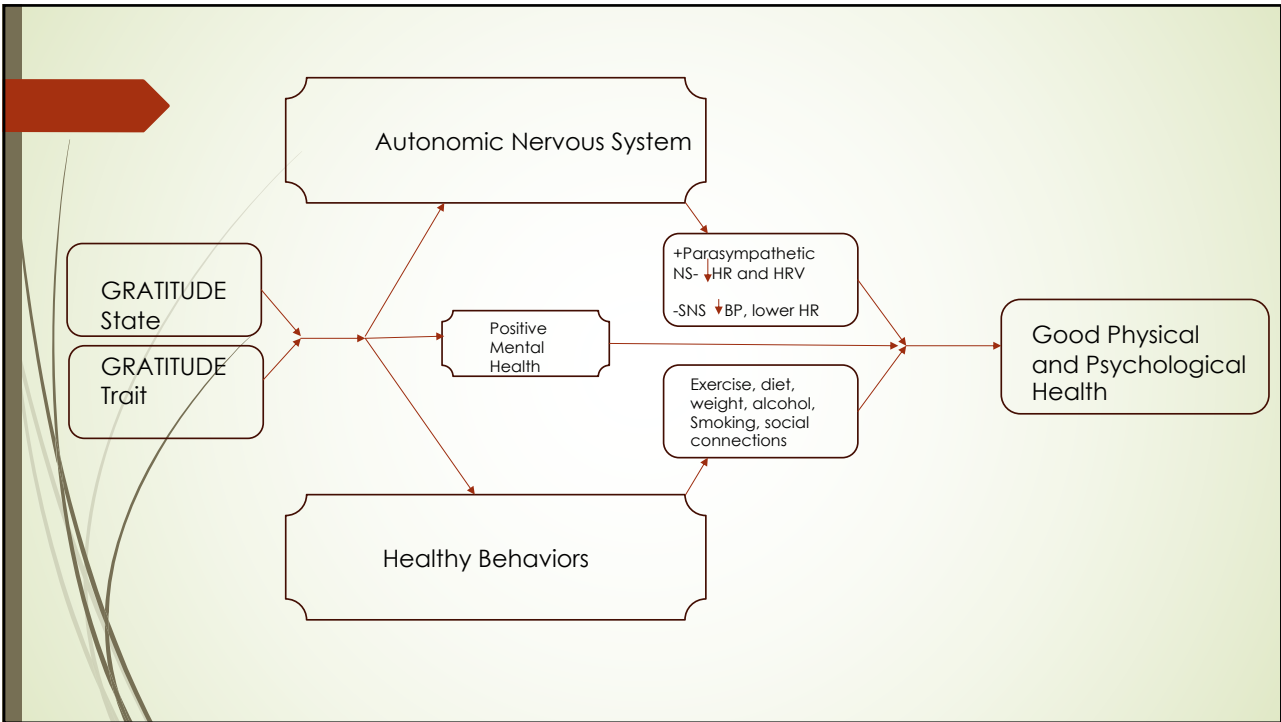 Autonomic Nervous System
GRATITUDE
State
GRATITUDE
Trait
Positive
Mental
Health
+Parasympathetic
NS- ↓HR and HRV
-SNS ↓BP, lower HR
Exercise, diet,
weight, alcohol,
Smoking, social
connections
Good Physical
and Psychological
Health
Healthy Behaviors